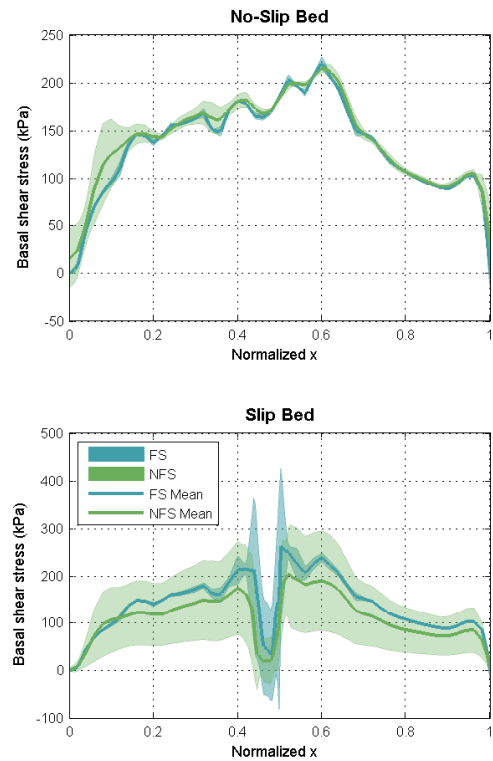 No-Slip Bed
250
200
150
100
50
0
-50
Basal shear stress (kPa)
0 0.2 0.4 0.6 0.8 1
Normalized x
Slip Bed
500
400
300
200
100
0
-100
Basal shear stress (kPa)
FS
NFS
FS Mean
NFS Mean
0 0.2 0.4 0.6 0.8 1
Normalized x